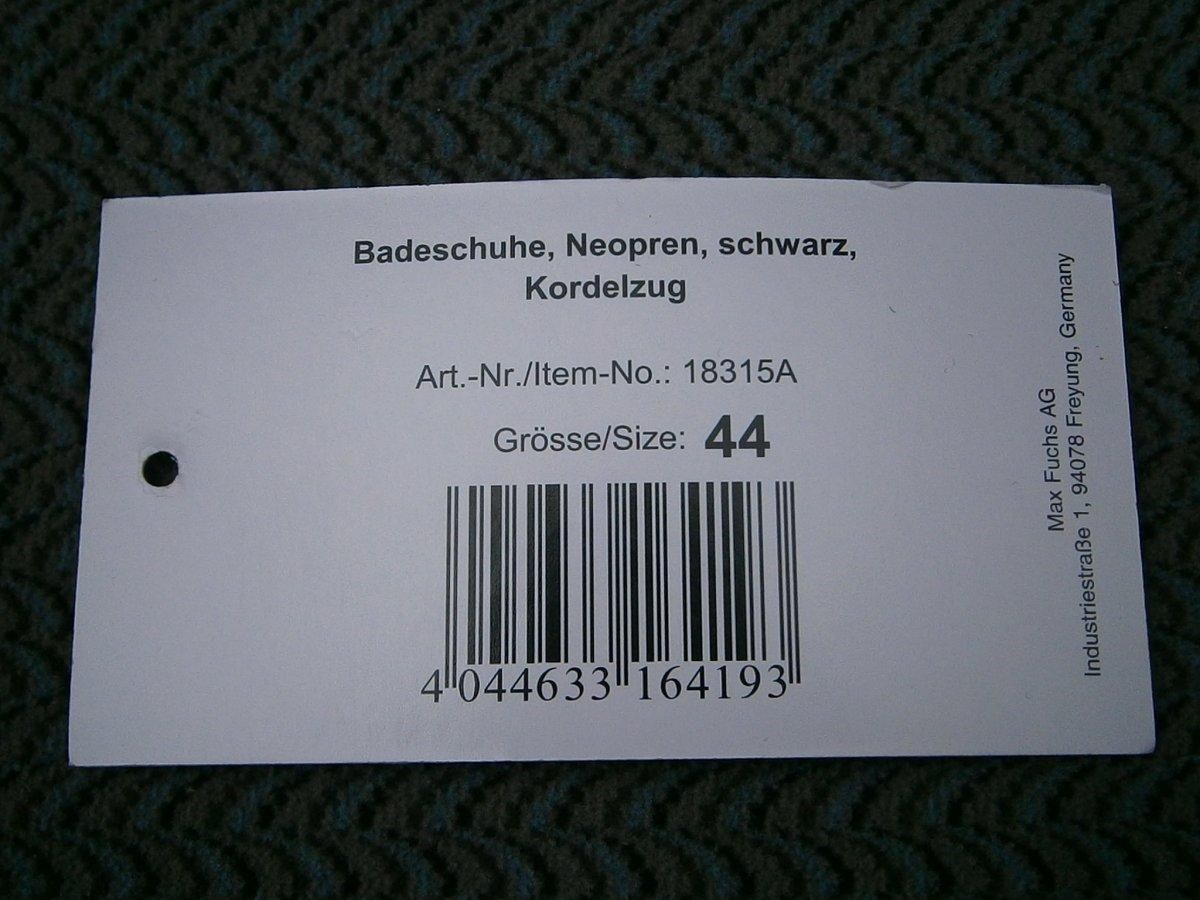 Badeschuhe, Neopren, schwarz,
Kordelzug
Art.-Nr./Item-No.: 18315A
Grösse/Size: 44
4 044633 164193
Max Fuchs AG
Industriestraße 1, 94078 Freyung, Germany